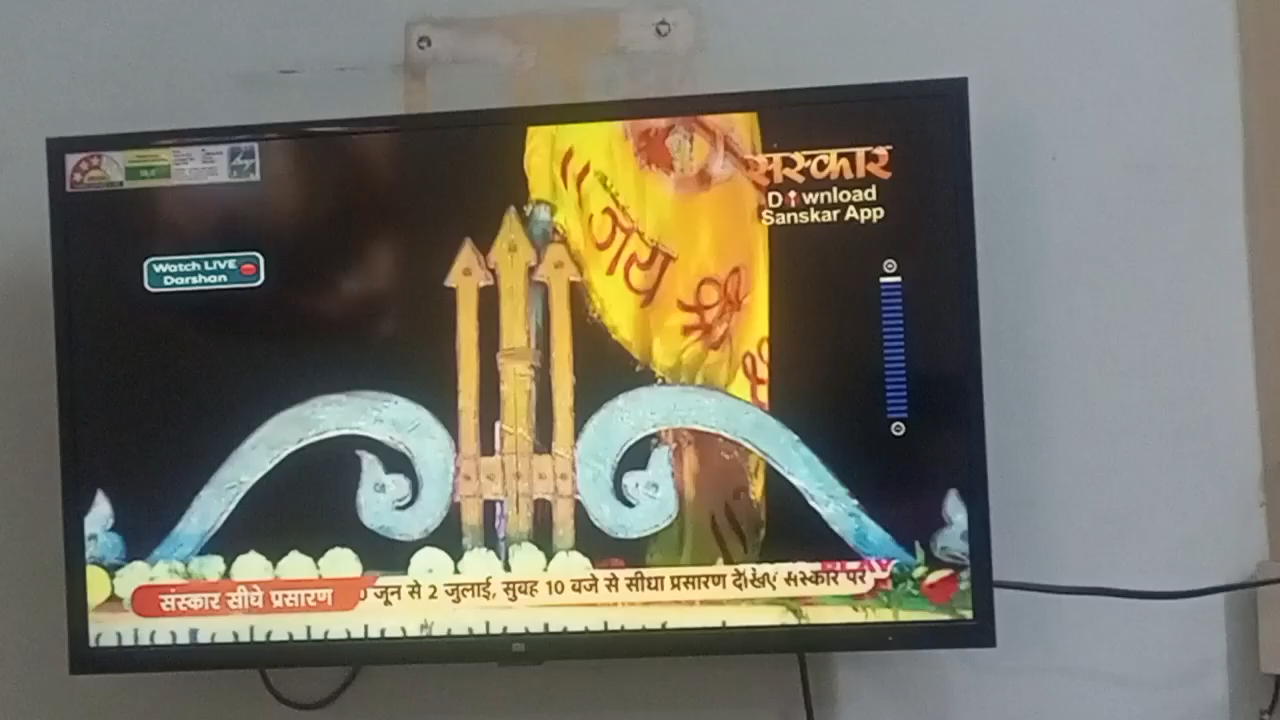 संस्कार
Download
Sanskar App
Watch LIVE
Darshan
जय
श्री
संस्कार सीधे प्रसारण
जून से 2 जुलाई, सुबह 10 बजे से सीधा प्रसारण देखिए संस्कार पर